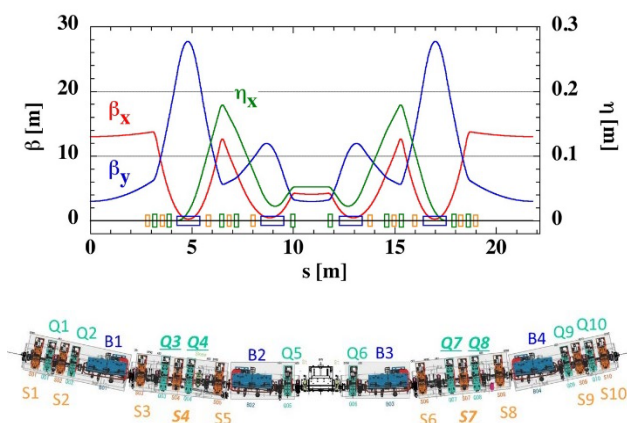 30
20
10
0
β [m]
βx
βy
ηx
0.3
0.2
0.1
0
η [m]
0 5 10 15 20
s [m]
Q1 Q2 B1 Q3 Q4 B2 Q5 Q6 B3 Q7 Q8 B4 Q9 Q10
S1 S2 S3 S4 S5 S6 S7 S8 S9 S10